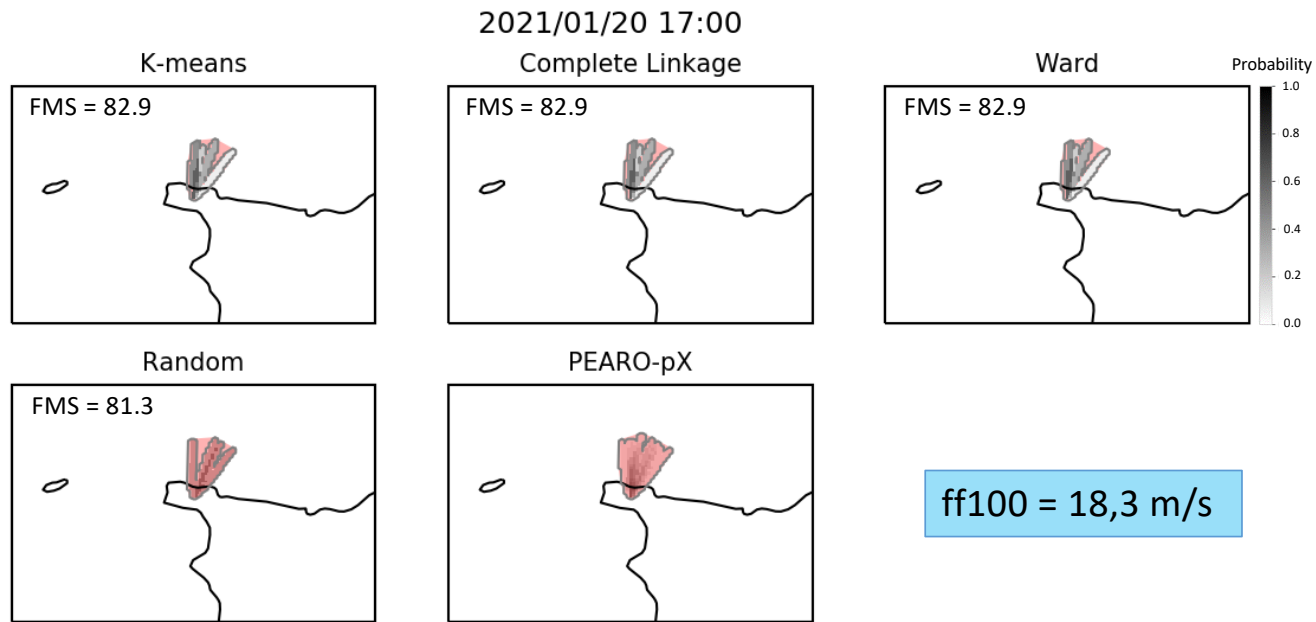 2021/01/20 17:00
K-means
Complete Linkage
Ward
Probability
FMS = 82.9
FMS = 82.9
FMS = 82.9
1.0
0.8
0.6
0.4
0.2
0.0
Random
PEARO-pX
FMS = 81.3
ff100 = 18,3 m/s